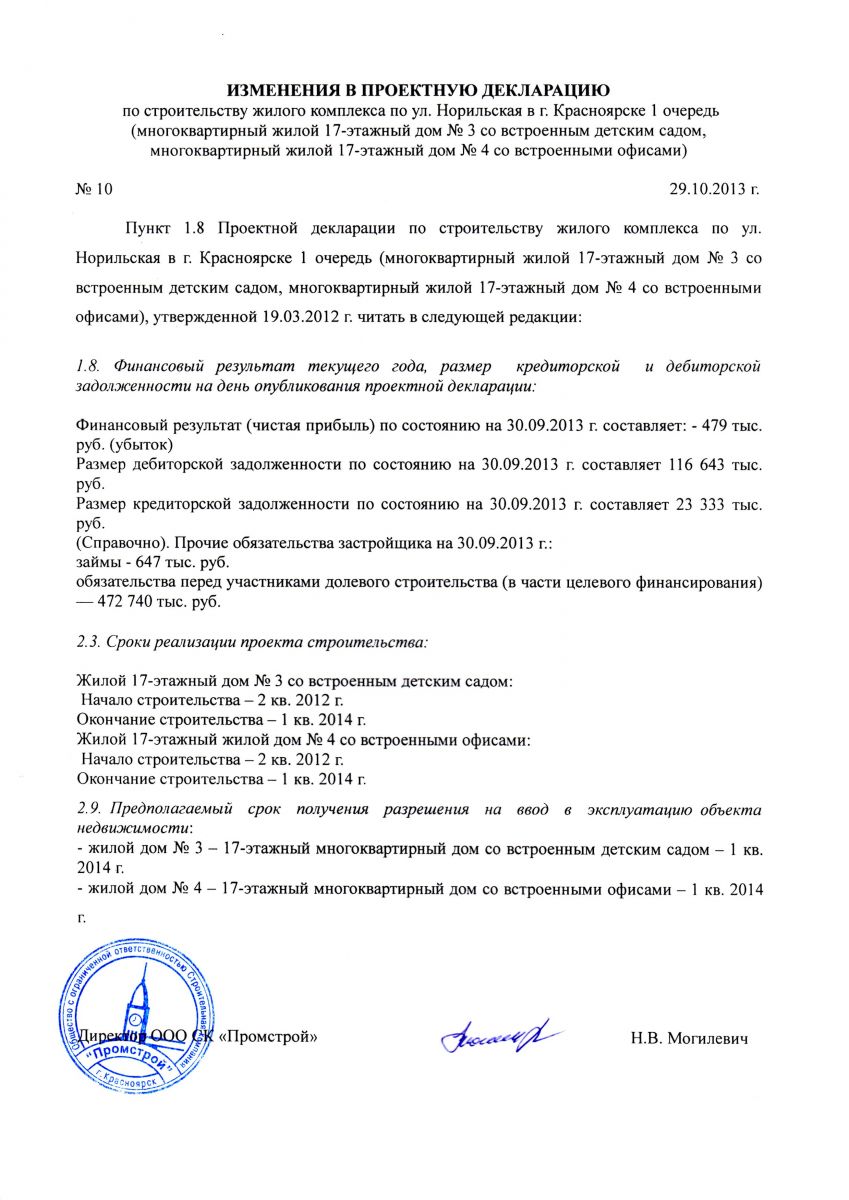 ИЗМЕНЕНИЯ В ПРОЕКТНУЮ ДЕКЛАРАЦИЮ
по строительству жилого комплекса по ул. Норильская в г. Красноярске 1 очередь
(многоквартирный жилой 17-этажный дом № 3 со встроенным детским садом,
многоквартирный жилой 17-этажный дом № 4 со встроенными офисами)
№ 10 29.10.2013 г.
Пункт 1.8 Проектной декларации по строительству жилого комплекса по ул.
Норильская в г. Красноярске 1 очередь (многоквартирный жилой 17-этажный дом № 3 со
встроенным детским садом, многоквартирный жилой 17-этажный дом № 4 со встроенными
офисами), утвержденной 19.03.2012 г. читать в следующей редакции:
1.8. Финансовый результат текущего года, размер кредиторской и дебиторской
задолженности на день опубликования проектной декларации:
Финансовый результат (чистая прибыль) по состоянию на 30.09.2013 г. составляет: - 479 тыс.
руб. (убыток)
Размер дебиторской задолженности по состоянию на 30.09.2013 г. составляет 116 643 тыс.
руб.
Размер кредиторской задолженности по состоянию на 30.09.2013 г. составляет 23 333 тыс.
руб.
(Справочно). Прочие обязательства застройщика на 30.09.2013 г.:
займы - 647 тыс. руб.
обязательства перед участниками долевого строительства (в части целевого финансирования)
— 472 740 тыс. руб.
2.3. Сроки реализации проекта строительства:
Жилой 17-этажный дом № 3 со встроенным детским садом:
Начало строительства – 2 кв. 2012 г.
Окончание строительства – 1 кв. 2014 г.
Жилой 17-этажный жилой дом № 4 со встроенными офисами:
Начало строительства – 2 кв. 2012 г.
Окончание строительства – 1 кв. 2014 г.
2.9. Предполагаемый срок получения разрешения на ввод в эксплуатацию объекта
недвижимости:
- жилой дом № 3 – 17-этажный многоквартирный дом со встроенным детским садом – 1 кв.
2014 г.
- жилой дом № 4 – 17-этажный многоквартирный дом со встроенными офисами – 1 кв. 2014
г.
Общество с ограниченной ответственностью Строительная компания
Директор ООО СК «Промстрой» Н.В. Могилевич
"Промстрой"
г. Красноярск